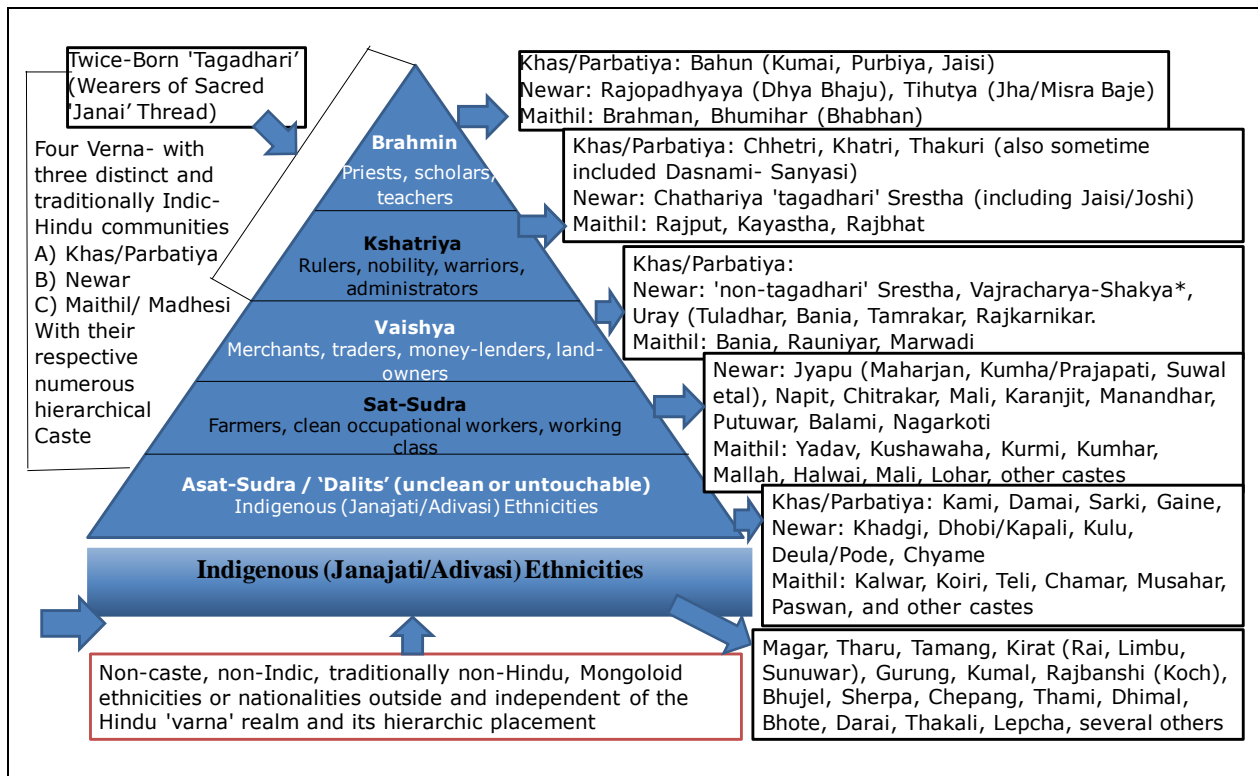 Twice-Born 'Tagadhari’
(Wearers of Sacred
'Janai’ Thread)
Four Verna- with
three distinct and
traditionally Indic-
Hindu communities
A) Khas/Parbatiya
B) Newar
C) Maithil/ Madhesi
With their
respective
numerous
hierarchical
Caste
Brahmin
Priests, scholars,
teachers
Kshatriya
Rulers, nobility, warriors,
administrators
Vaishya
Merchants, traders, money-lenders, land-
owners
Sat-Sudra
Farmers, clean occupational workers, working
class
Asat-Sudra / ‘Dalits’ (unclean or untouchable)
Indigenous (Janajati/Adivasi) Ethnicities
Indigenous (Janajati/Adivasi) Ethnicities
Non-caste, non-Indic, traditionally non-Hindu, Mongoloid
ethnicities or nationalities outside and independent of the
Hindu 'varna' realm and its hierarchic placement
Khas/Parbatiya: Bahun (Kumai, Purbiya, Jaisi)
Newar: Rajopadhyaya (Dhya Bhaju), Tihutya (Jha/Misra Baje)
Maithil: Brahman, Bhumihar (Bhabhan)
Khas/Parbatiya: Chhetri, Khatri, Thakuri (also sometime
included Dasnami- Sanyasi)
Newar: Chathariya 'tagadhari' Srestha (including Jaisi/Joshi)
Maithil: Rajput, Kayastha, Rajbhat
Khas/Parbatiya:
Newar: 'non-tagadhari' Srestha, Vajracharya-Shakya*,
Uray (Tuladhar, Bania, Tamrakar, Rajkarnikar.
Maithil: Bania, Rauniyar, Marwadi
Newar: Jyapu (Maharjan, Kumha/Prajapati, Suwal
etal), Napit, Chitrakar, Mali, Karanjit, Manandhar,
Putuwar, Balami, Nagarkoti
Maithil: Yadav, Kushawaha, Kurmi, Kumhar,
Mallah, Halwai, Mali, Lohar, other castes
Khas/Parbatiya: Kami, Damai, Sarki, Gaine,
Newar: Khadgi, Dhobi/Kapali, Kulu,
Deula/Pode, Chyame
Maithil: Kalwar, Koiri, Teli, Chamar, Musahar,
Paswan, and other castes
Magar, Tharu, Tamang, Kirat (Rai, Limbu,
Sunuwar), Gurung, Kumal, Rajbanshi (Koch),
Bhujel, Sherpa, Chepang, Thami, Dhimal,
Bhote, Darai, Thakali, Lepcha, several others